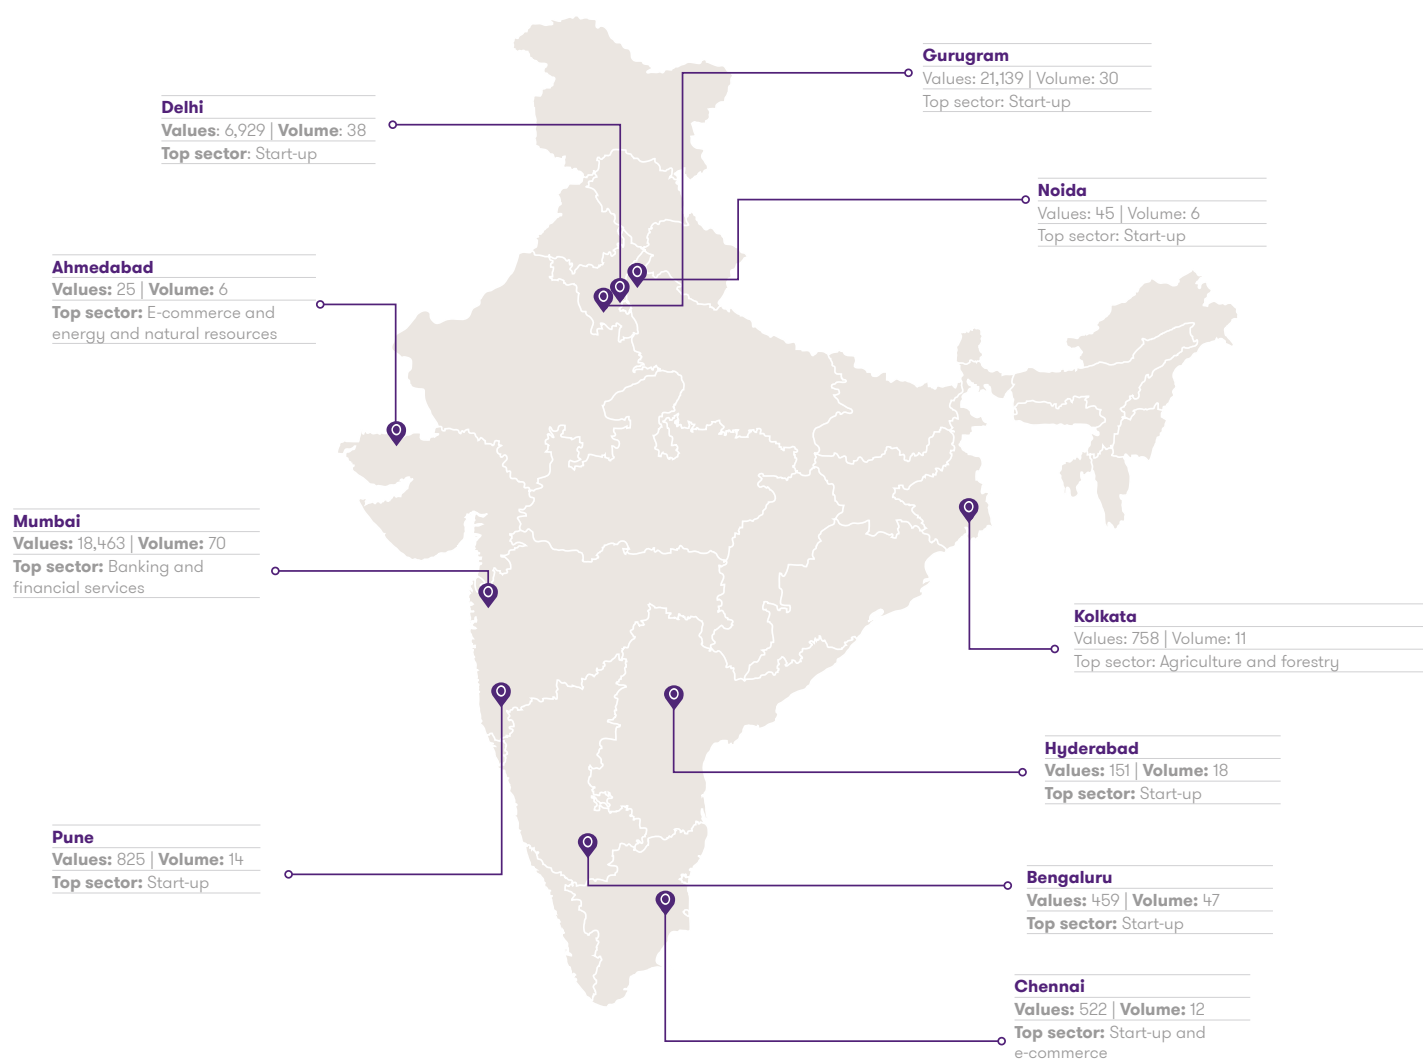 Gurugram
Values: 21,139 | Volume: 30
Top sector: Start-up
Delhi
Values: 6,929 | Volume: 38
Top sector: Start-up
Noida
Values: 45 | Volume: 6
Top sector: Start-up
Ahmedabad
Values: 25 | Volume: 6
Top sector: E-commerce and
energy and natural resources
Mumbai
Values: 18,463 | Volume: 70
Top sector: Banking and
financial services
Kolkata
Values: 758 | Volume: 11
Top sector: Agriculture and forestry
Hyderabad
Values: 151 | Volume: 18
Top sector: Start-up
Pune
Values: 825 | Volume: 14
Top sector: Start-up
Bengaluru
Values: 459 | Volume: 47
Top sector: Start-up
Chennai
Values: 522 | Volume: 12
Top sector: Start-up and
e-commerce